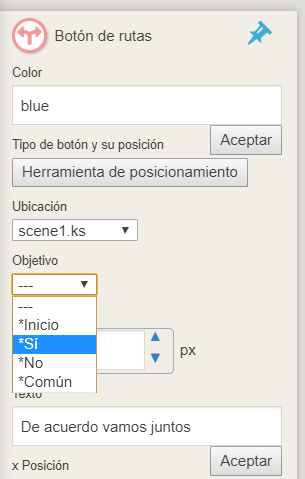 Botón de rutas
Color
blue
Aceptar
Tipo de botón y su posición
Herramienta de posicionamiento
Ubicación
scene1.ks
Objetivo
---
---
*Inicio
*Sí
*No
*Común
px
Texto
De acuerdo vamos juntos
Aceptar
x Posición